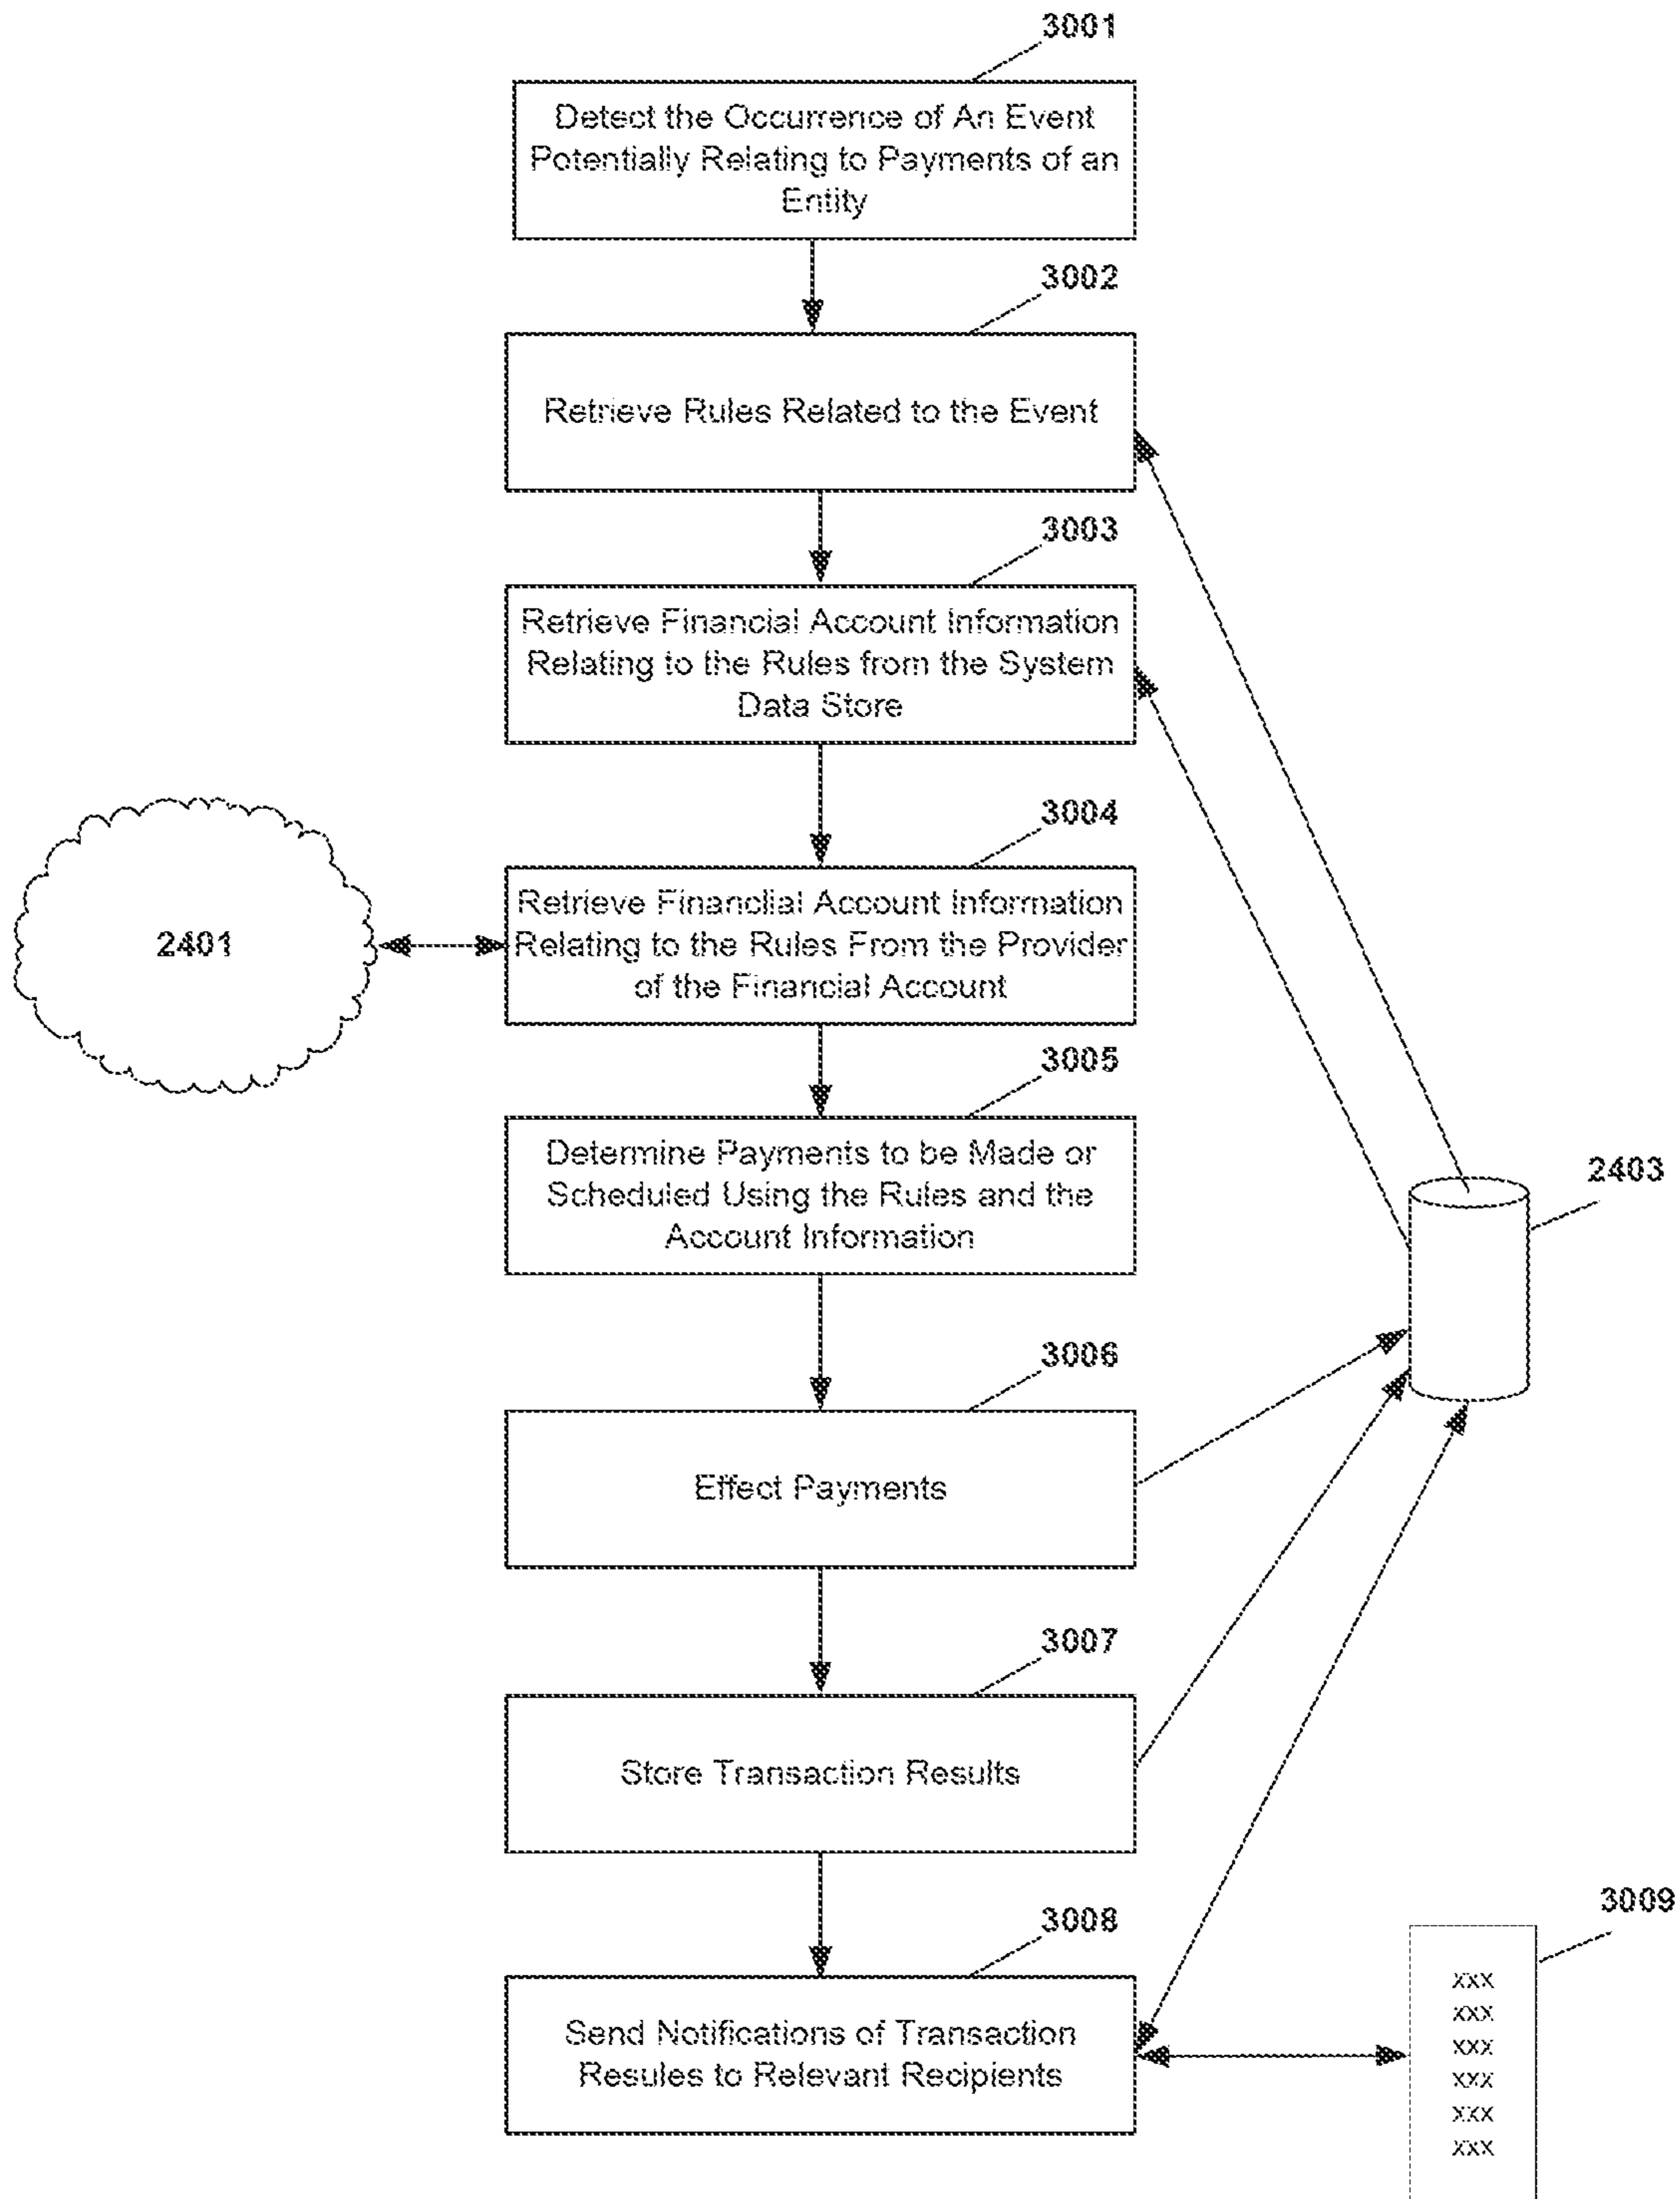 3001
Detect the Occurrence of An Event
Potentially Relating to Payments of an
Entity
3002
Retrieve Rules Related to the Event
3003
Retrieve Financial Account Information
Relating to the Rules from the System
Data Store
3004
Retrieve Financlial Account Information
Relating to the Rules From the Provider
of the Financial Account
2401
3005
Determine Payments to be Made or
Scheduled Using the Rules and the
Account Information
2403
3006
Effect Payments
3007
Store Transaction Results
3008
Send Notifications of Transaction
Resules to Relevant Recipients
3009
xxx
xxx
xxx
xxx
xxx
xxx